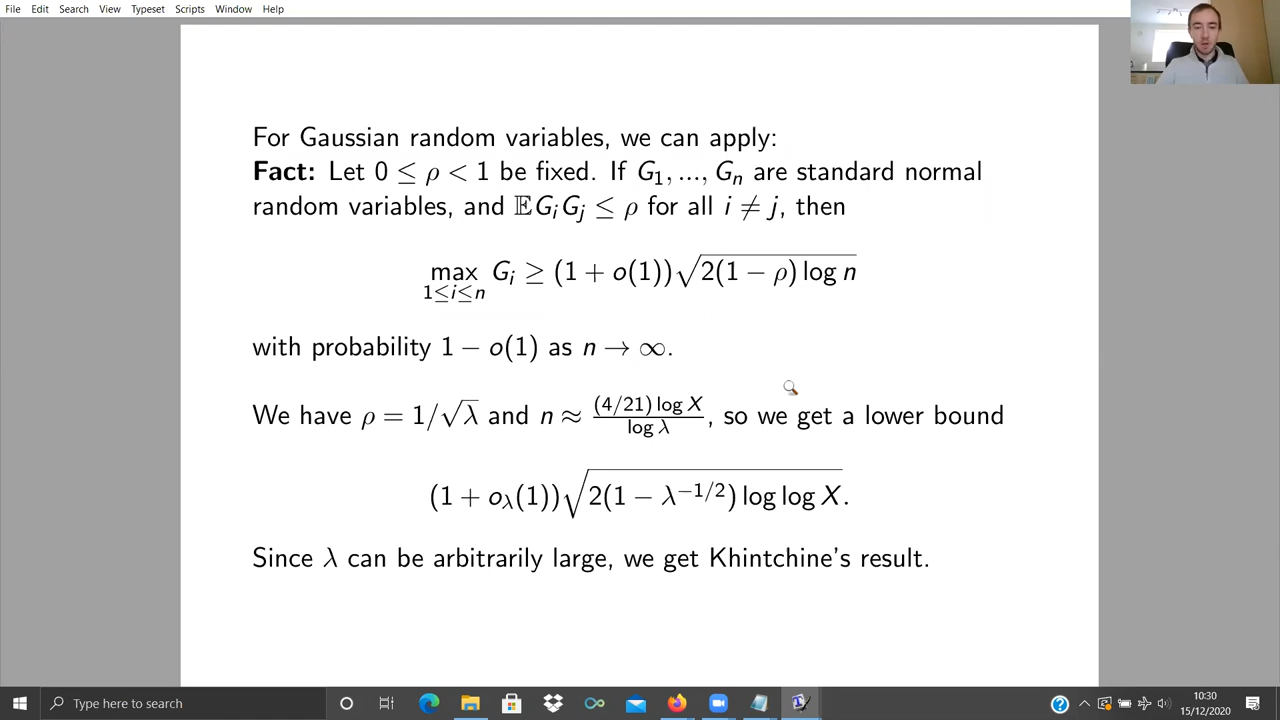 File Edit Search View Typeset Scripts Window Help
For Gaussian random variables, we can apply:
Fact: Let 0 ≤ ρ < 1 be fixed. If G₁, ..., Gₙ are standard normal
random variables, and 𝔼GᵢGⱼ ≤ ρ for all i ≠ j, then
max_{1≤i≤n} Gᵢ ≥ (1 + o(1))√(2(1 − ρ) log n)
with probability 1 − o(1) as n → ∞.
We have ρ = 1/√λ and n ≈ (4/21) log X / log λ, so we get a lower bound
(1 + o_λ(1))√(2(1 − λ^{−1/2}) log log X).
Since λ can be arbitrarily large, we get Khintchine's result.
Type here to search
10:30
15/12/2020